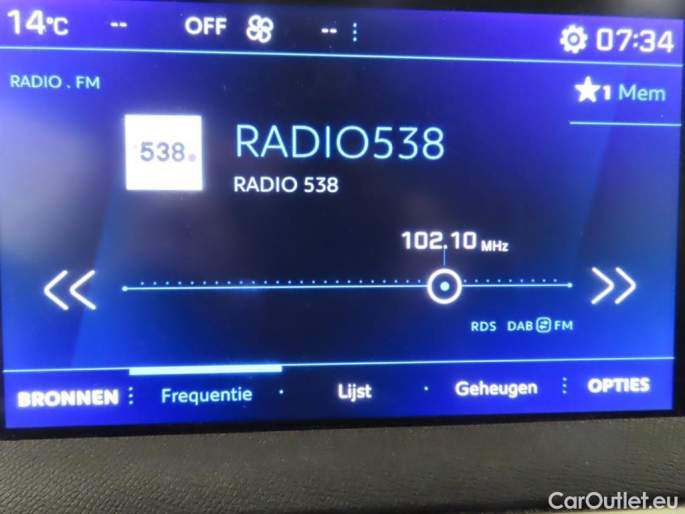 14°C -- OFF -- 07:34
RADIO . FM
1 Mem
538
RADIO538
RADIO 538
102.10 MHz
RDS DAB FM
BRONNEN Frequentie Lijst Geheugen OPTIES
CarOutlet.eu